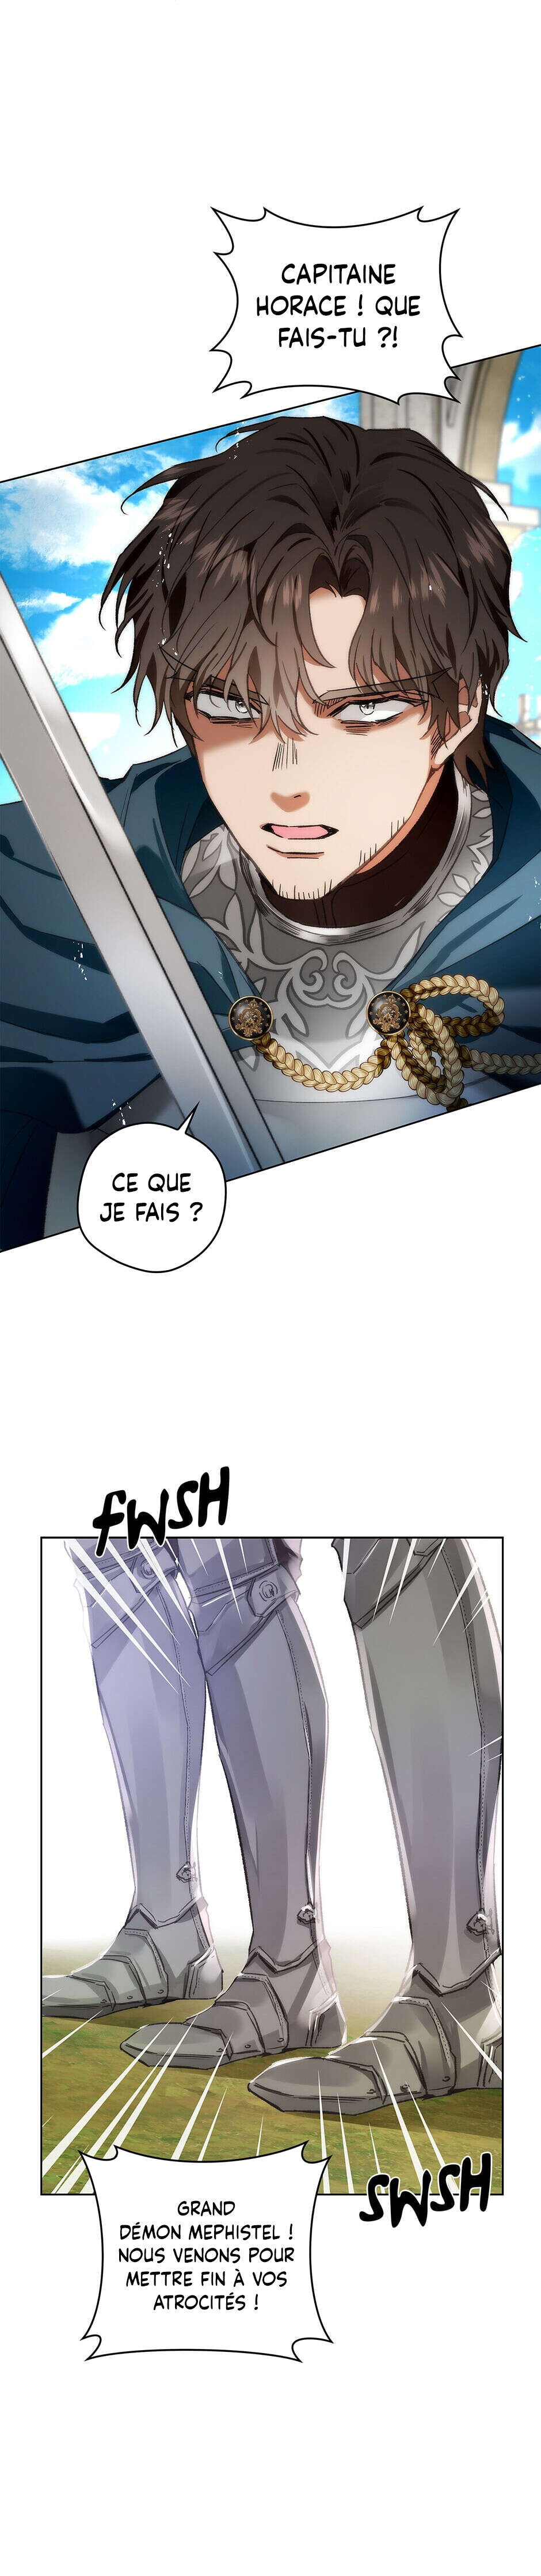 CAPITAINE
HORACE ! QUE
FAIS-TU ?!
CE QUE
JE FAIS ?
FWSH
SWSH
GRAND
DÉMON MEPHISTEL !
NOUS VENONS POUR
METTRE FIN À VOS
ATROCITÉS !